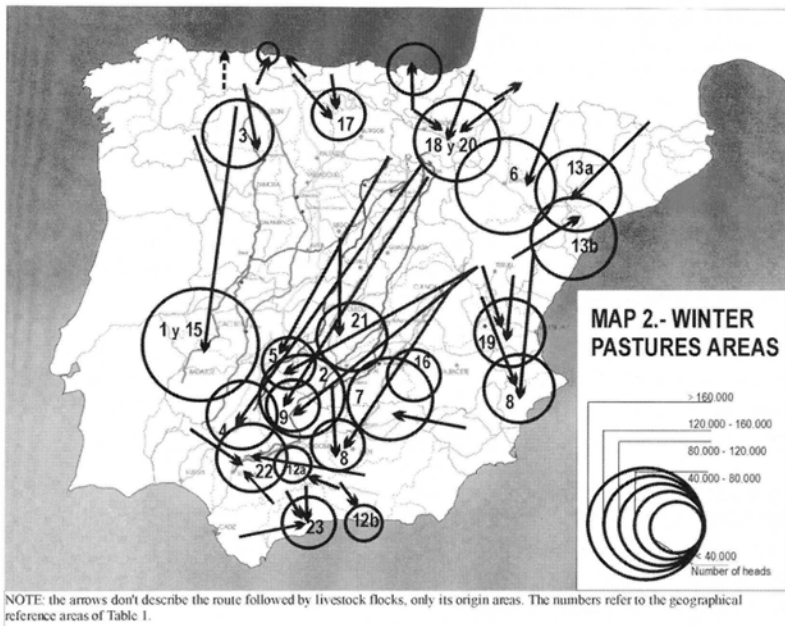 3
17
18 y 20
6
13a
13b
1 y 15
5
21
2
16
19
9
7
8
4
8
22
12a
23
12b
MAP 2.- WINTER
PASTURES AREAS
> 160.000
120.000 - 160.000
80.000 - 120.000
40.000 - 80.000
< 40.000
Number of heads
NOTE: the arrows don't describe the route followed by livestock flocks, only its origin areas. The numbers refer to the geographical
reference areas of Table 1.